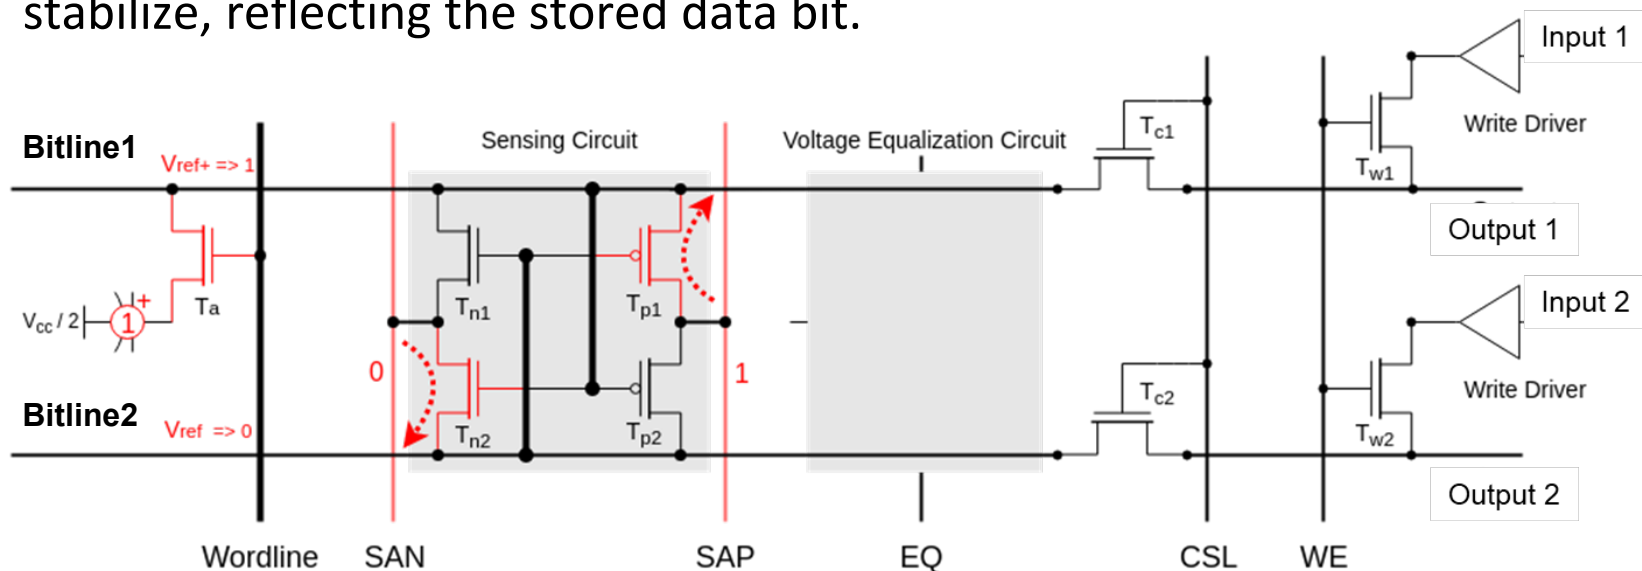 stabilize, reflecting the stored data bit.
Input 1
Sensing Circuit
Voltage Equalization Circuit
Tc1
Write Driver
Bitline1
Vref+ => 1
Tw1
Output 1
Ta
Tn1
Tp1
Vcc / 2
1
+
Input 2
0
1
Tc2
Write Driver
Bitline2
Vref => 0
Tn2
Tp2
Tw2
Output 2
Wordline
SAN
SAP
EQ
CSL
WE